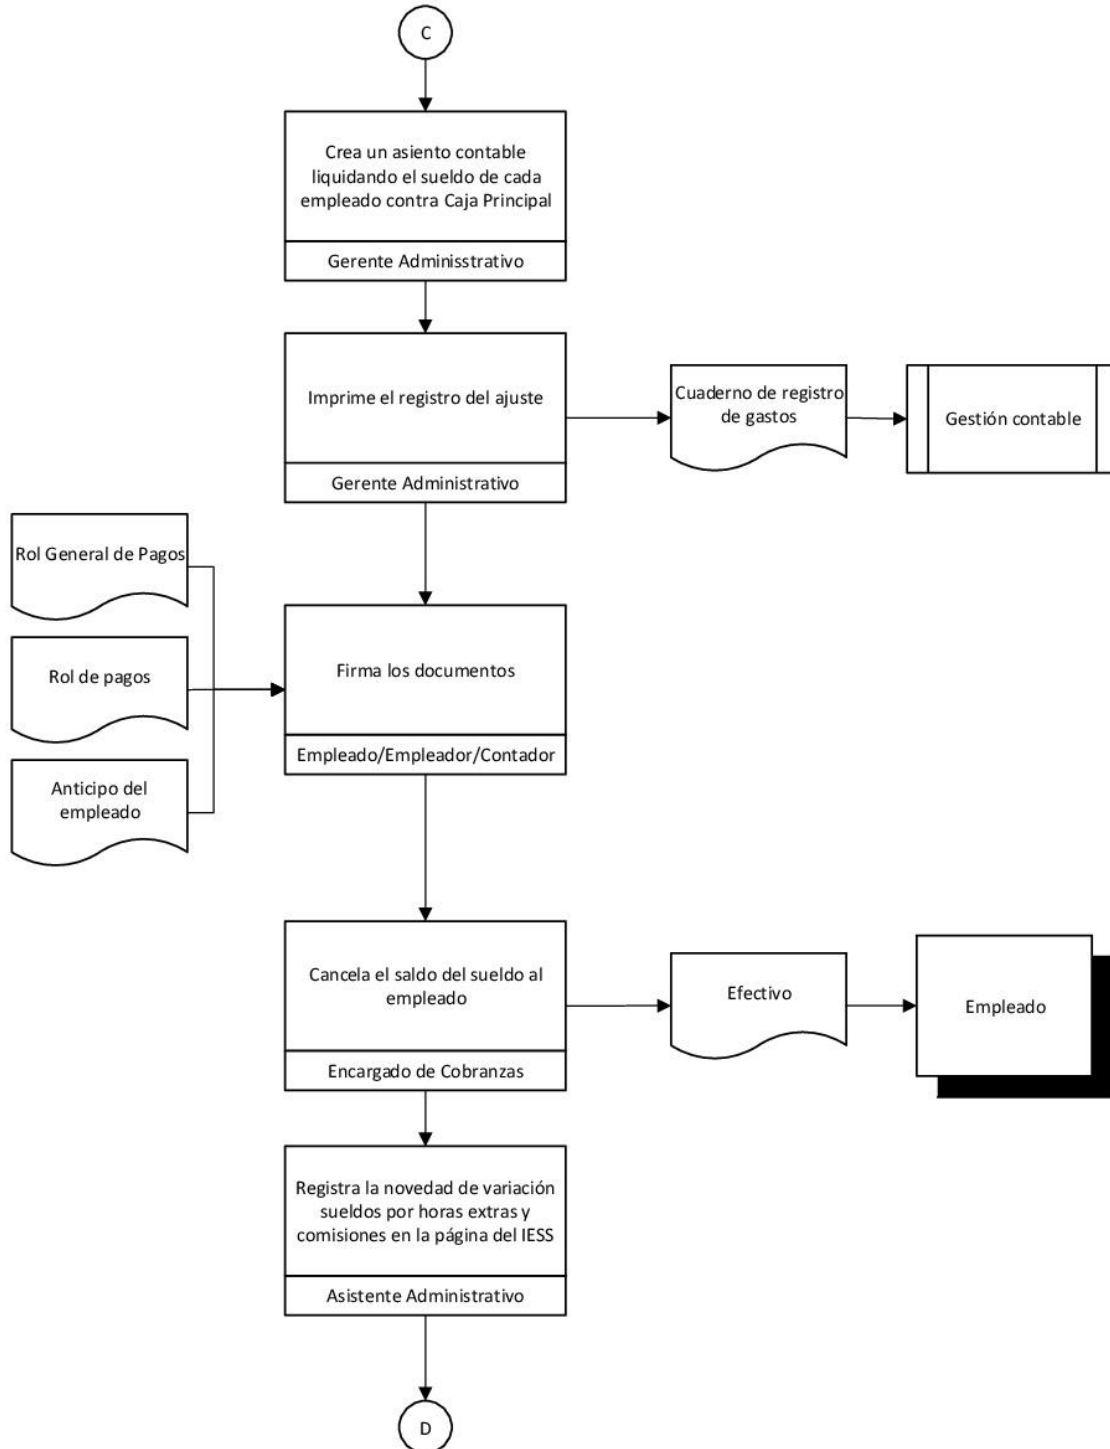 C
Crea un asiento contable
liquidando el sueldo de cada
empleado contra Caja Principal
Gerente Adminisstrativo
Imprime el registro del ajuste
Gerente Administrativo
Cuaderno de registro
de gastos
Gestión contable
Rol General de Pagos
Rol de pagos
Anticipo del
empleado
Firma los documentos
Empleado/Empleador/Contador
Cancela el saldo del sueldo al
empleado
Encargado de Cobranzas
Efectivo
Empleado
Registra la novedad de variación
sueldos por horas extras y
comisiones en la página del IESS
Asistente Administrativo
D